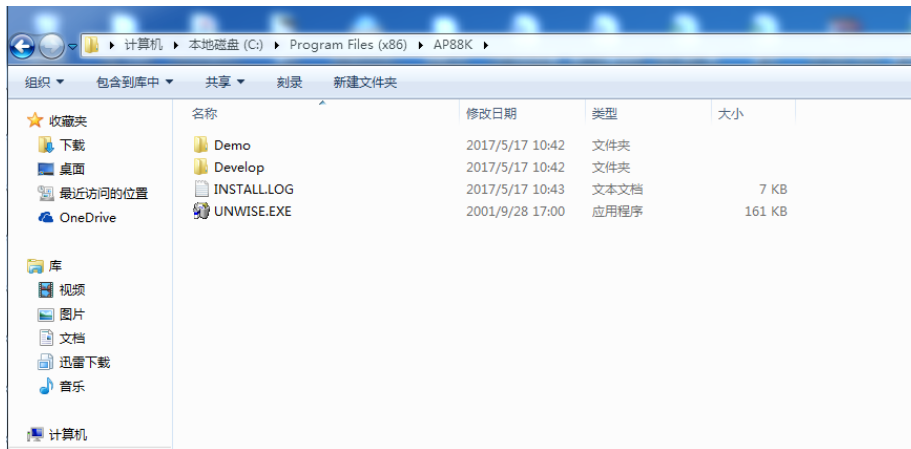 计算机 本地磁盘 (C:) Program Files (x86) AP88K
组织 包含到库中 共享 刻录 新建文件夹
收藏夹
下载
桌面
最近访问的位置
OneDrive
库
视频
图片
文档
迅雷下载
音乐
计算机
名称 修改日期 类型 大小
Demo 2017/5/17 10:42 文件夹
Develop 2017/5/17 10:42 文件夹
INSTALL.LOG 2017/5/17 10:43 文本文档 7 KB
UNWISE.EXE 2001/9/28 17:00 应用程序 161 KB